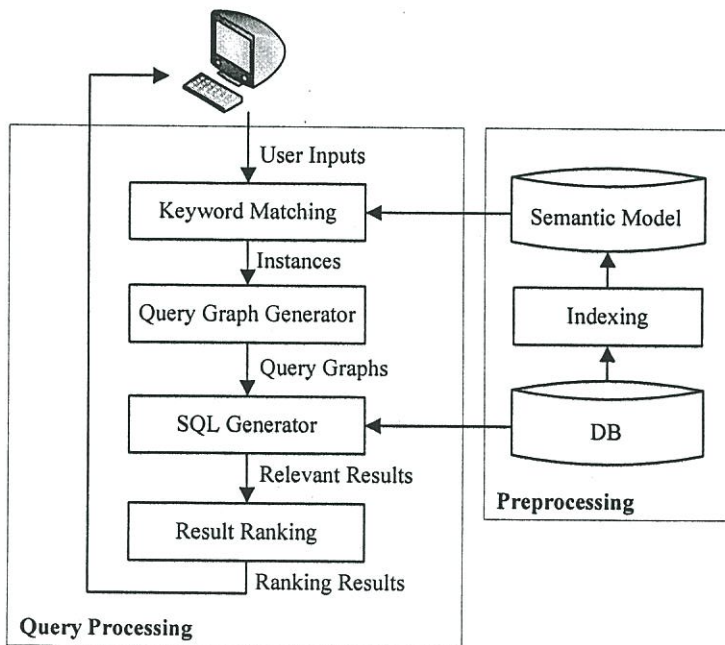 User Inputs
Keyword Matching
Semantic Model
Instances
Query Graph Generator
Indexing
Query Graphs
SQL Generator
DB
Relevant Results
Preprocessing
Result Ranking
Ranking Results
Query Processing